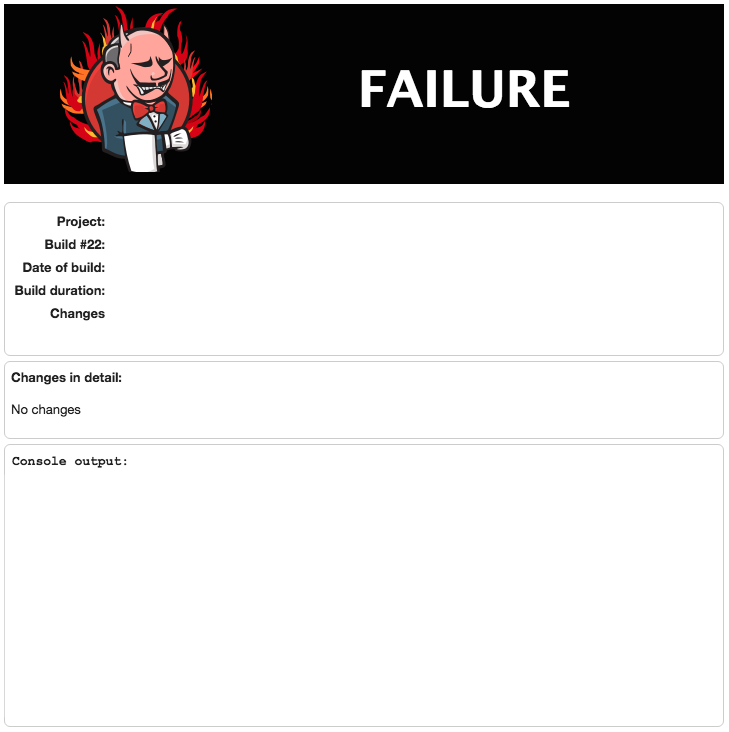 FAILURE
Project:
Build #22:
Date of build:
Build duration:
Changes
Changes in detail:
No changes
Console output: